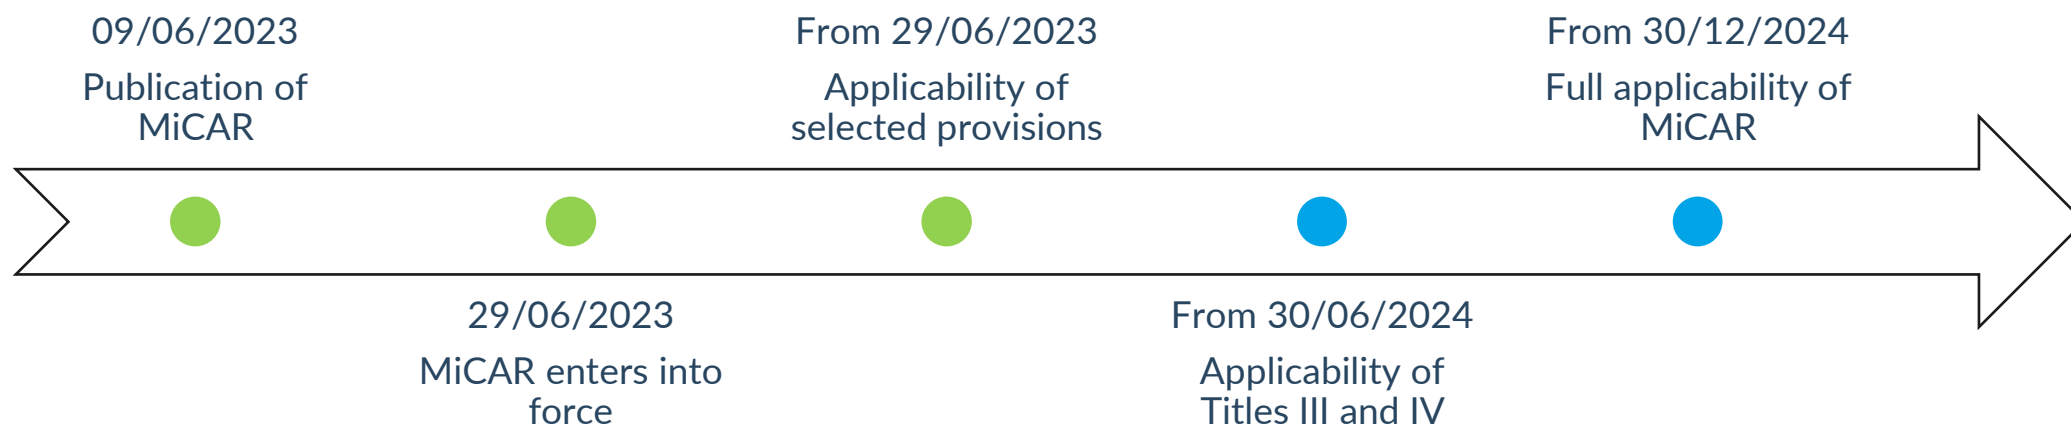 09/06/2023
Publication of
MiCAR
29/06/2023
MiCAR enters into
force
From 29/06/2023
Applicability of
selected provisions
From 30/06/2024
Applicability of
Titles III and IV
From 30/12/2024
Full applicability of
MiCAR